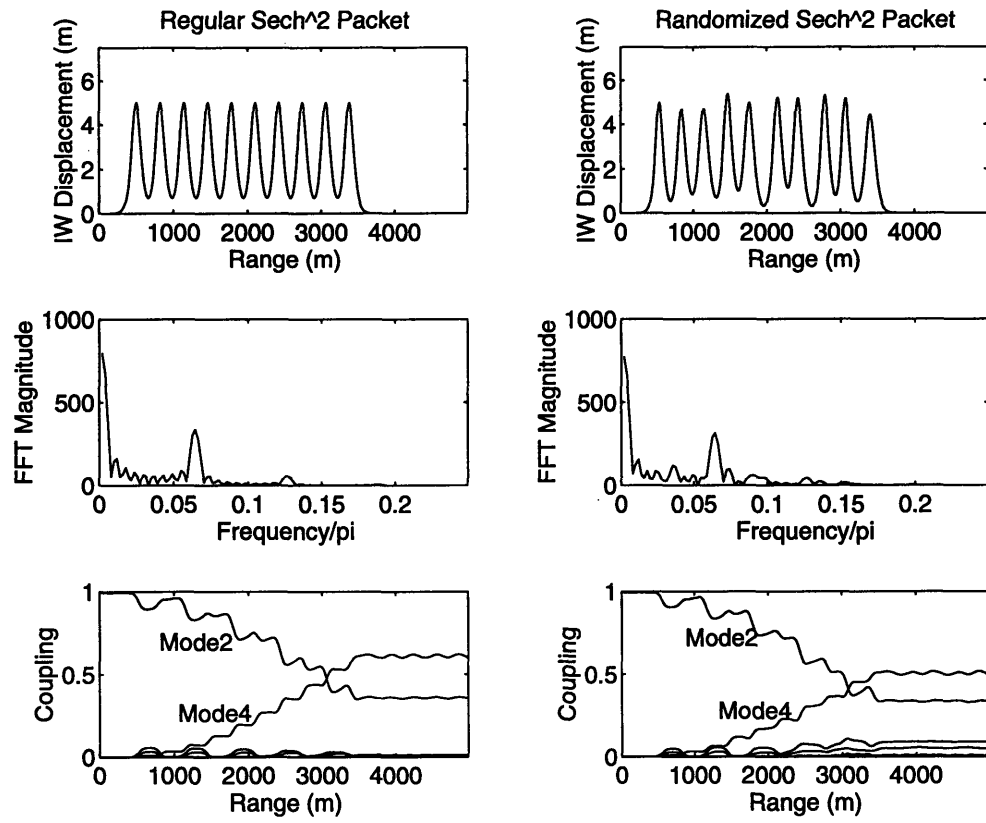 Regular Sech^2 Packet
IW Displacement (m)
6
4
2
0
0 1000 2000 3000 4000
Range (m)
Randomized Sech^2 Packet
IW Displacement (m)
6
4
2
0
0 1000 2000 3000 4000
Range (m)
FFT Magnitude
1000
500
0
0 0.05 0.1 0.15 0.2
Frequency/pi
FFT Magnitude
1000
500
0
0 0.05 0.1 0.15 0.2
Frequency/pi
Coupling
1
0.5
0
Mode2
Mode4
0 1000 2000 3000 4000
Range (m)
Coupling
1
0.5
0
Mode2
Mode4
0 1000 2000 3000 4000
Range (m)